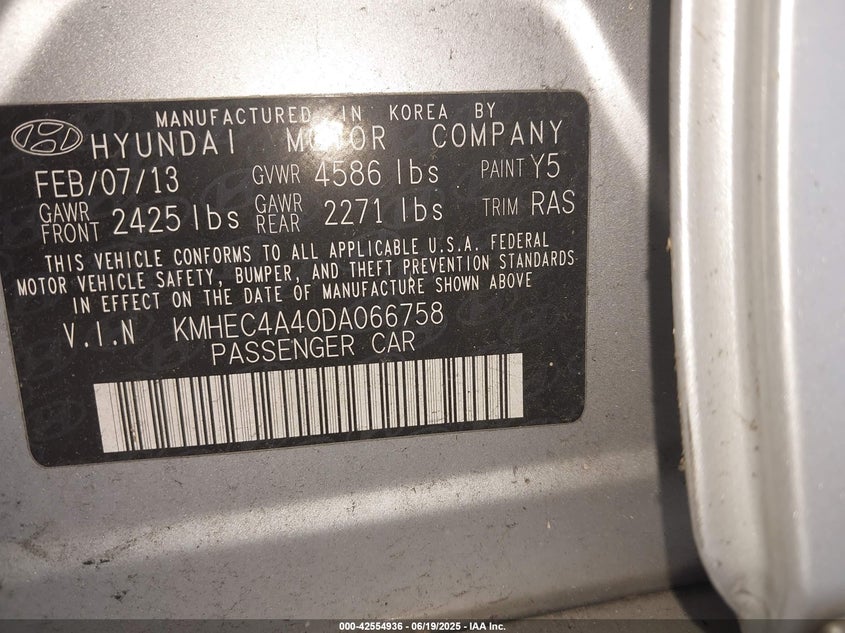 MANUFACTURED IN KOREA BY
HYUNDAI MOTOR COMPANY
FEB/07/13 GVWR 4586 lbs PAINT Y5
GAWR FRONT 2425 lbs GAWR REAR 2271 lbs TRIM RAS
THIS VEHICLE CONFORMS TO ALL APPLICABLE U.S.A. FEDERAL
MOTOR VEHICLE SAFETY, BUMPER, AND THEFT PREVENTION STANDARDS
IN EFFECT ON THE DATE OF MANUFACTURE SHOWN ABOVE
V.I.N KMHEC4A40DA066758
PASSENGER CAR
000-42554936 - 06/19/2025 - IAA Inc.